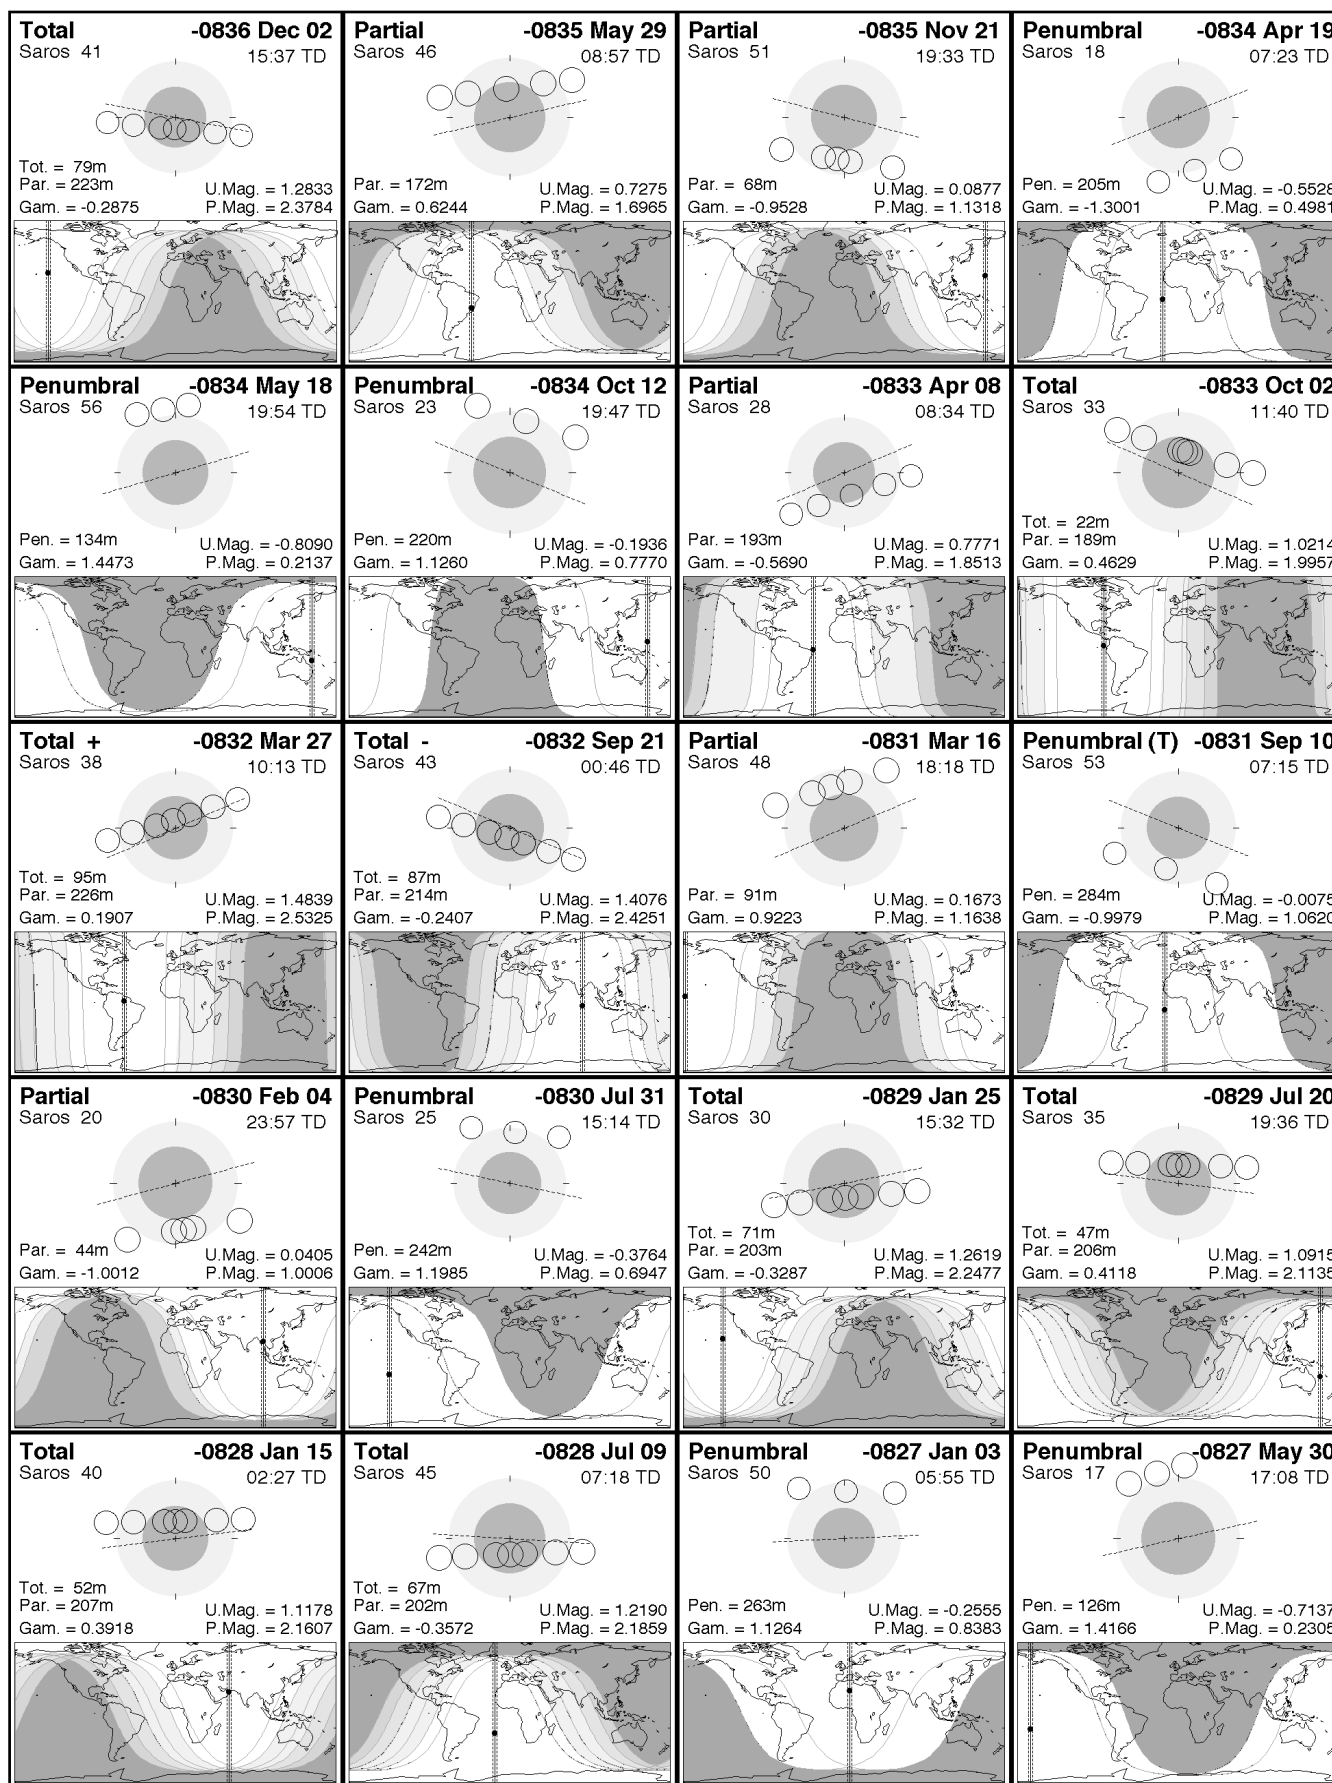 Total -0836 Dec 02
Saros 41 15:37 TD
Tot. = 79m
Par. = 223m U.Mag. = 1.2833
Gam. = -0.2875 P.Mag. = 2.3784
Partial -0835 May 29
Saros 46 08:57 TD
Par. = 172m U.Mag. = 0.7275
Gam. = 0.6244 P.Mag. = 1.6965
Partial -0835 Nov 21
Saros 51 19:33 TD
Par. = 68m U.Mag. = 0.0877
Gam. = -0.9528 P.Mag. = 1.1318
Penumbral -0834 Apr 19
Saros 18 07:23 TD
Pen. = 205m U.Mag. = -0.5528
Gam. = -1.3001 P.Mag. = 0.4981
Penumbral -0834 May 18
Saros 56 19:54 TD
Pen. = 134m U.Mag. = -0.8090
Gam. = 1.4473 P.Mag. = 0.2137
Penumbral -0834 Oct 12
Saros 23 19:47 TD
Pen. = 220m U.Mag. = -0.1936
Gam. = 1.1260 P.Mag. = 0.7770
Partial -0833 Apr 08
Saros 28 08:34 TD
Par. = 193m U.Mag. = 0.7771
Gam. = -0.5690 P.Mag. = 1.8513
Total -0833 Oct 02
Saros 33 11:40 TD
Tot. = 22m
Par. = 189m U.Mag. = 1.0214
Gam. = 0.4629 P.Mag. = 1.9957
Total + -0832 Mar 27
Saros 38 10:13 TD
Tot. = 95m
Par. = 226m U.Mag. = 1.4839
Gam. = 0.1907 P.Mag. = 2.5325
Total - -0832 Sep 21
Saros 43 00:46 TD
Tot. = 87m
Par. = 214m U.Mag. = 1.4076
Gam. = -0.2407 P.Mag. = 2.4251
Partial -0831 Mar 16
Saros 48 18:18 TD
Par. = 91m U.Mag. = 0.1673
Gam. = 0.9223 P.Mag. = 1.1638
Penumbral (T) -0831 Sep 10
Saros 53 07:15 TD
Pen. = 284m U.Mag. = -0.0075
Gam. = -0.9979 P.Mag. = 1.0620
Partial -0830 Feb 04
Saros 20 23:57 TD
Par. = 44m U.Mag. = 0.0405
Gam. = -1.0012 P.Mag. = 1.0006
Penumbral -0830 Jul 31
Saros 25 15:14 TD
Pen. = 242m U.Mag. = -0.3764
Gam. = 1.1985 P.Mag. = 0.6947
Total -0829 Jan 25
Saros 30 15:32 TD
Tot. = 71m
Par. = 203m U.Mag. = 1.2619
Gam. = -0.3287 P.Mag. = 2.2477
Total -0829 Jul 20
Saros 35 19:36 TD
Tot. = 47m
Par. = 206m U.Mag. = 1.0915
Gam. = 0.4118 P.Mag. = 2.1135
Total -0828 Jan 15
Saros 40 02:27 TD
Tot. = 52m
Par. = 207m U.Mag. = 1.1178
Gam. = 0.3918 P.Mag. = 2.1607
Total -0828 Jul 09
Saros 45 07:18 TD
Tot. = 67m
Par. = 202m U.Mag. = 1.2190
Gam. = -0.3572 P.Mag. = 2.1859
Penumbral -0827 Jan 03
Saros 50 05:55 TD
Pen. = 263m U.Mag. = -0.2555
Gam. = 1.1264 P.Mag. = 0.8383
Penumbral -0827 May 30
Saros 17 17:08 TD
Pen. = 126m U.Mag. = -0.7137
Gam. = 1.4166 P.Mag. = 0.2305